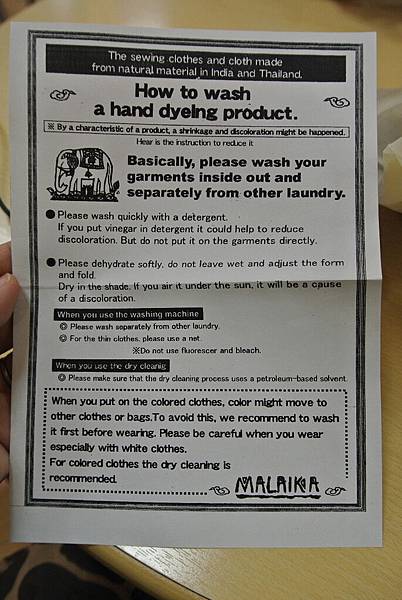 The sewing clothes and cloth made
from natural material in India and Thailand.
How to wash
a hand dyeing product.
※ By a characteristic of a product, a shrinkage and discoloration might be happened.
Hear is the instruction to reduce it
Basically, please wash your
garments inside out and
separately from other laundry.
● Please wash quickly with a detergent.
If you put vinegar in detergent it could help to reduce
discoloration. But do not put it on the garments directly.
● Please dehydrate softly, do not leave wet and adjust the form
and fold.
Dry in the shade. If you air it under the sun, it will be a cause
of a discoloration.
When you use the washing machine
◎ Please wash separately from other laundry.
◎ For the thin clothes, please use a net.
※Do not use fluorescer and bleach.
When you use the dry cleanig
◎ Please make sure that the dry cleaning process uses a petroleum-based solvent.
When you put on the colored clothes, color might move to
other clothes or bags.To avoid this, we recommend to wash
it first before wearing. Please be careful when you wear
especially with white clothes.
For colored clothes the dry cleaning is
recommended.
MALAIKA